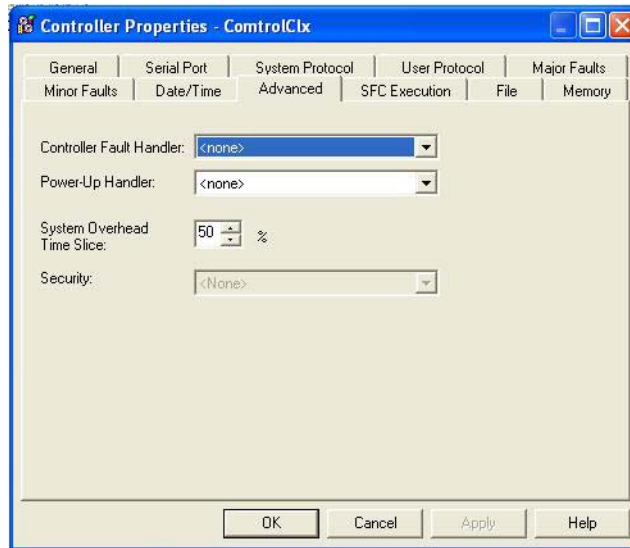 Controller Properties - ComtrolClx
General Serial Port System Protocol User Protocol Major Faults
Minor Faults Date/Time Advanced SFC Execution File Memory
Controller Fault Handler: <none>
Power-Up Handler: <none>
System Overhead
Time Slice: 50 %
Security: <None>
OK Cancel Apply Help